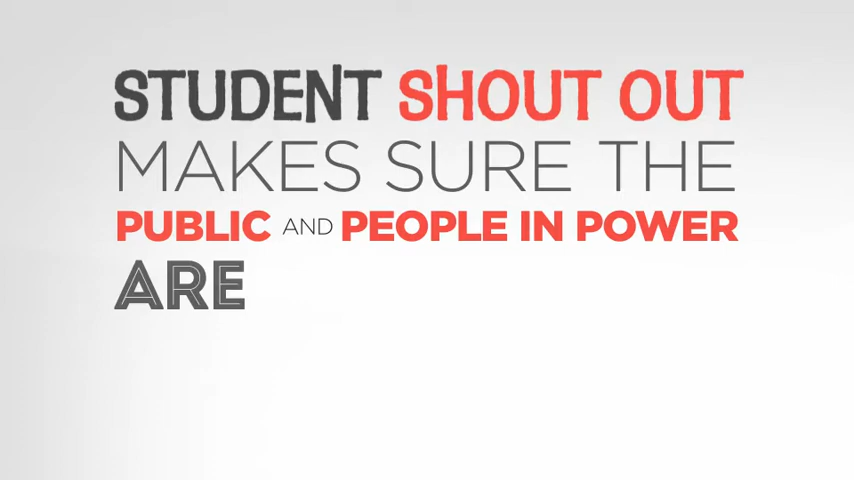 STUDENT SHOUT OUT
MAKES SURE THE
PUBLIC AND PEOPLE IN POWER
ARE